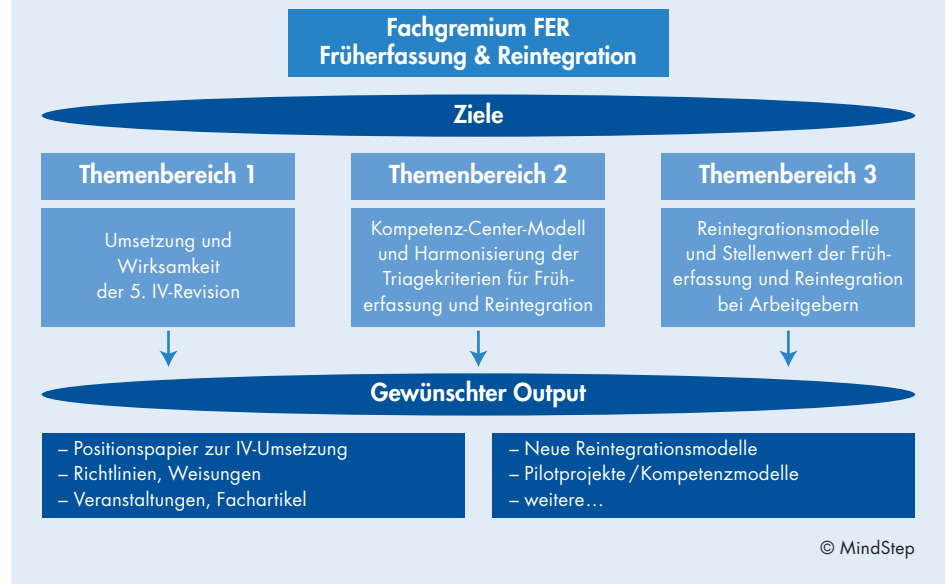 Fachgremium FER
Früherfassung & Reintegration
Ziele
Themenbereich 1
Umsetzung und
Wirksamkeit
der 5. IV-Revision
Themenbereich 2
Kompetenz-Center-Modell
und Harmonisierung der
Triagekriterien für Früh-
erfassung und Reintegration
Themenbereich 3
Reintegrationsmodelle
und Stellenwert der Früh-
erfassung und Reintegration
bei Arbeitgebern
Gewünschter Output
– Positionspapier zur IV-Umsetzung
– Richtlinien, Weisungen
– Veranstaltungen, Fachartikel
– Neue Reintegrationsmodelle
– Pilotprojekte/Kompetenzmodelle
– weitere…
© MindStep